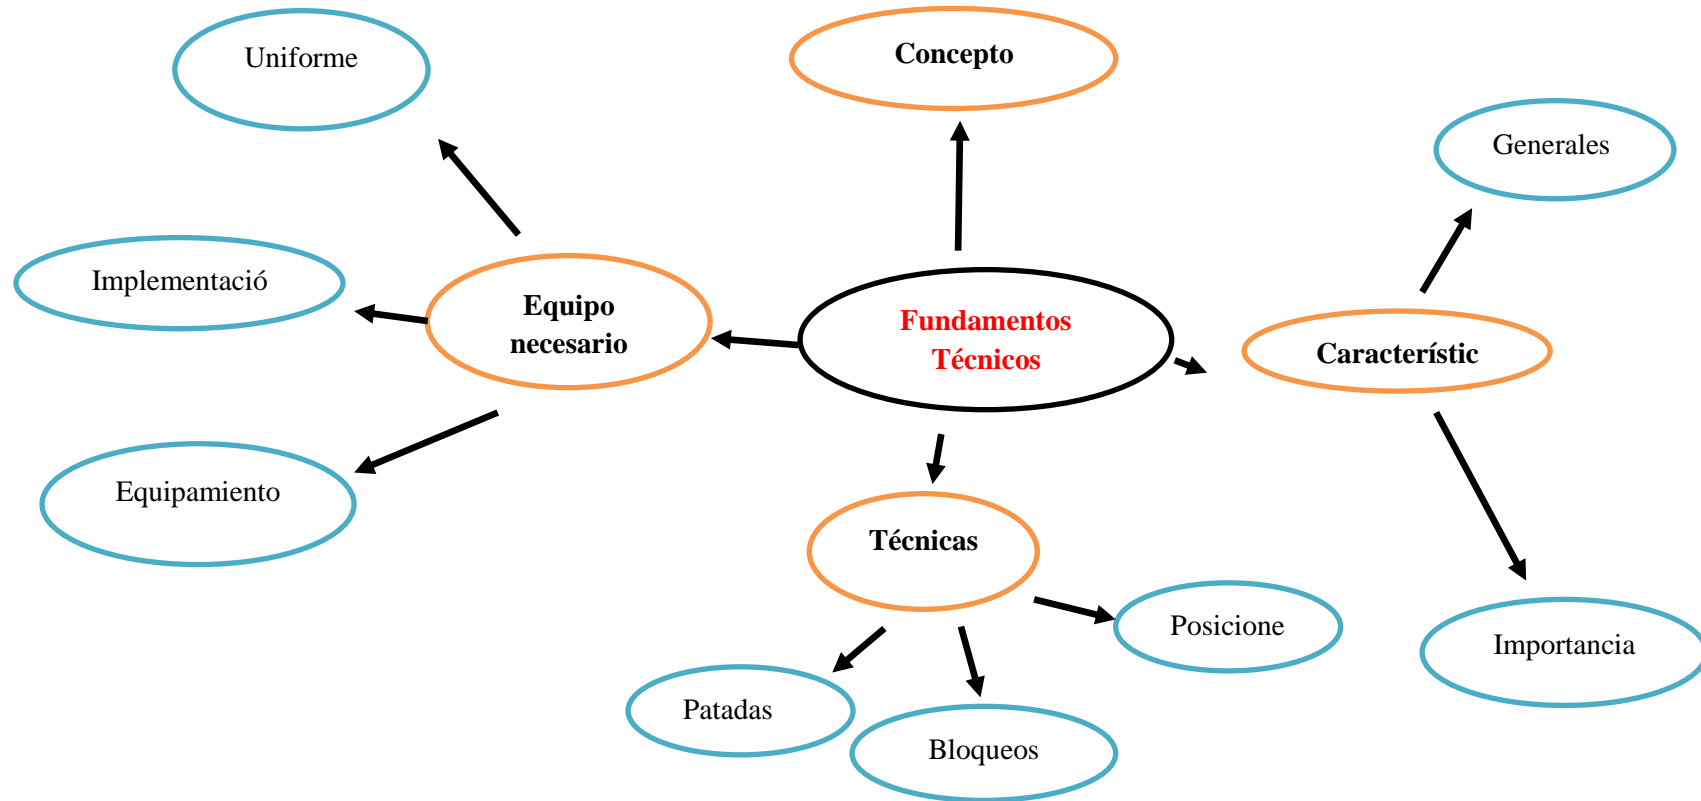 Uniforme
Concepto
Generales
Implementació
Equipo
necesario
Fundamentos
Técnicos
Característic
Equipamiento
Técnicas
Posicione
Importancia
Patadas
Bloqueos